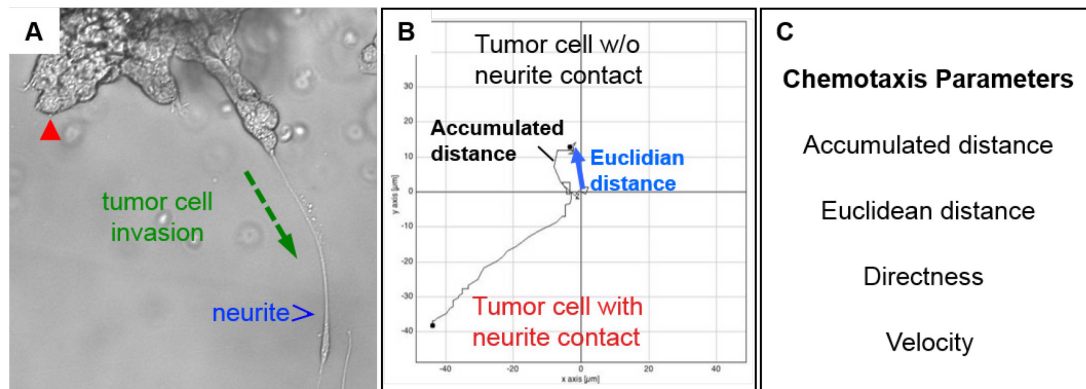 A
tumor cell
invasion
neurite>
B
Tumor cell w/o
neurite contact
Accumulated
distance
Euclidian
distance
Tumor cell with
neurite contact
y axis [µm]
30
20
10
0
-10
-20
-30
-40
-40
-20
0
20
40
x axis [µm]
C
Chemotaxis Parameters
Accumulated distance
Euclidean distance
Directness
Velocity